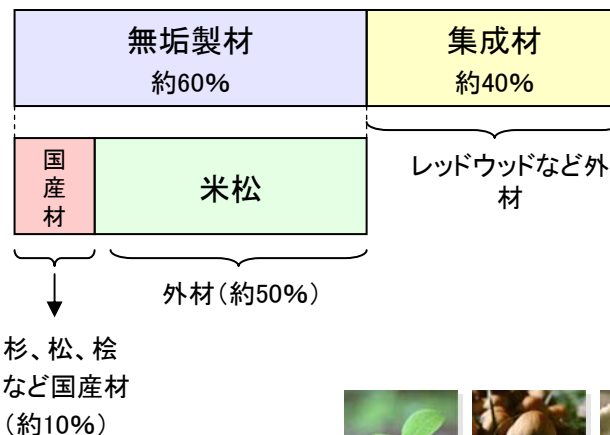 無垢製材
約60%
集成材
約40%
国
産
材
米松
レッドウッドなど外
材
外材(約50%)
杉、松、桧
など国産材
(約10%)